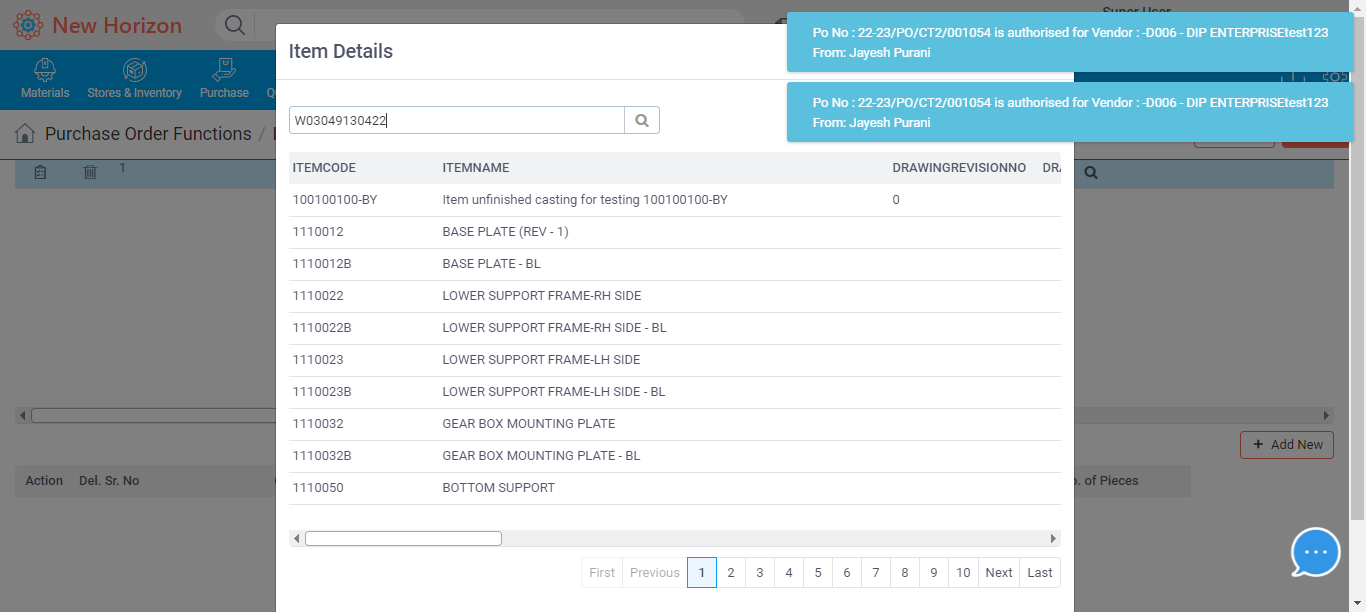 New Horizon
Super User
Po No : 22-23/PO/CT2/001054 is authorised for Vendor : -D006 - DIP ENTERPRISEtest123
From: Jayesh Purani
Po No : 22-23/PO/CT2/001054 is authorised for Vendor : -D006 - DIP ENTERPRISEtest123
From: Jayesh Purani
Materials Stores & Inventory Purchase
Purchase Order Functions /
1
Item Details
W03049130422
ITEMCODE ITEMNAME DRAWINGREVISIONNO DRA
100100100-BY Item unfinished casting for testing 100100100-BY 0
1110012 BASE PLATE (REV - 1)
1110012B BASE PLATE - BL
1110022 LOWER SUPPORT FRAME-RH SIDE
1110022B LOWER SUPPORT FRAME-RH SIDE - BL
1110023 LOWER SUPPORT FRAME-LH SIDE
1110023B LOWER SUPPORT FRAME-LH SIDE - BL
1110032 GEAR BOX MOUNTING PLATE
1110032B GEAR BOX MOUNTING PLATE - BL
1110050 BOTTOM SUPPORT
First Previous 1 2 3 4 5 6 7 8 9 10 Next Last
+ Add New
Action Del. Sr. No of Pieces